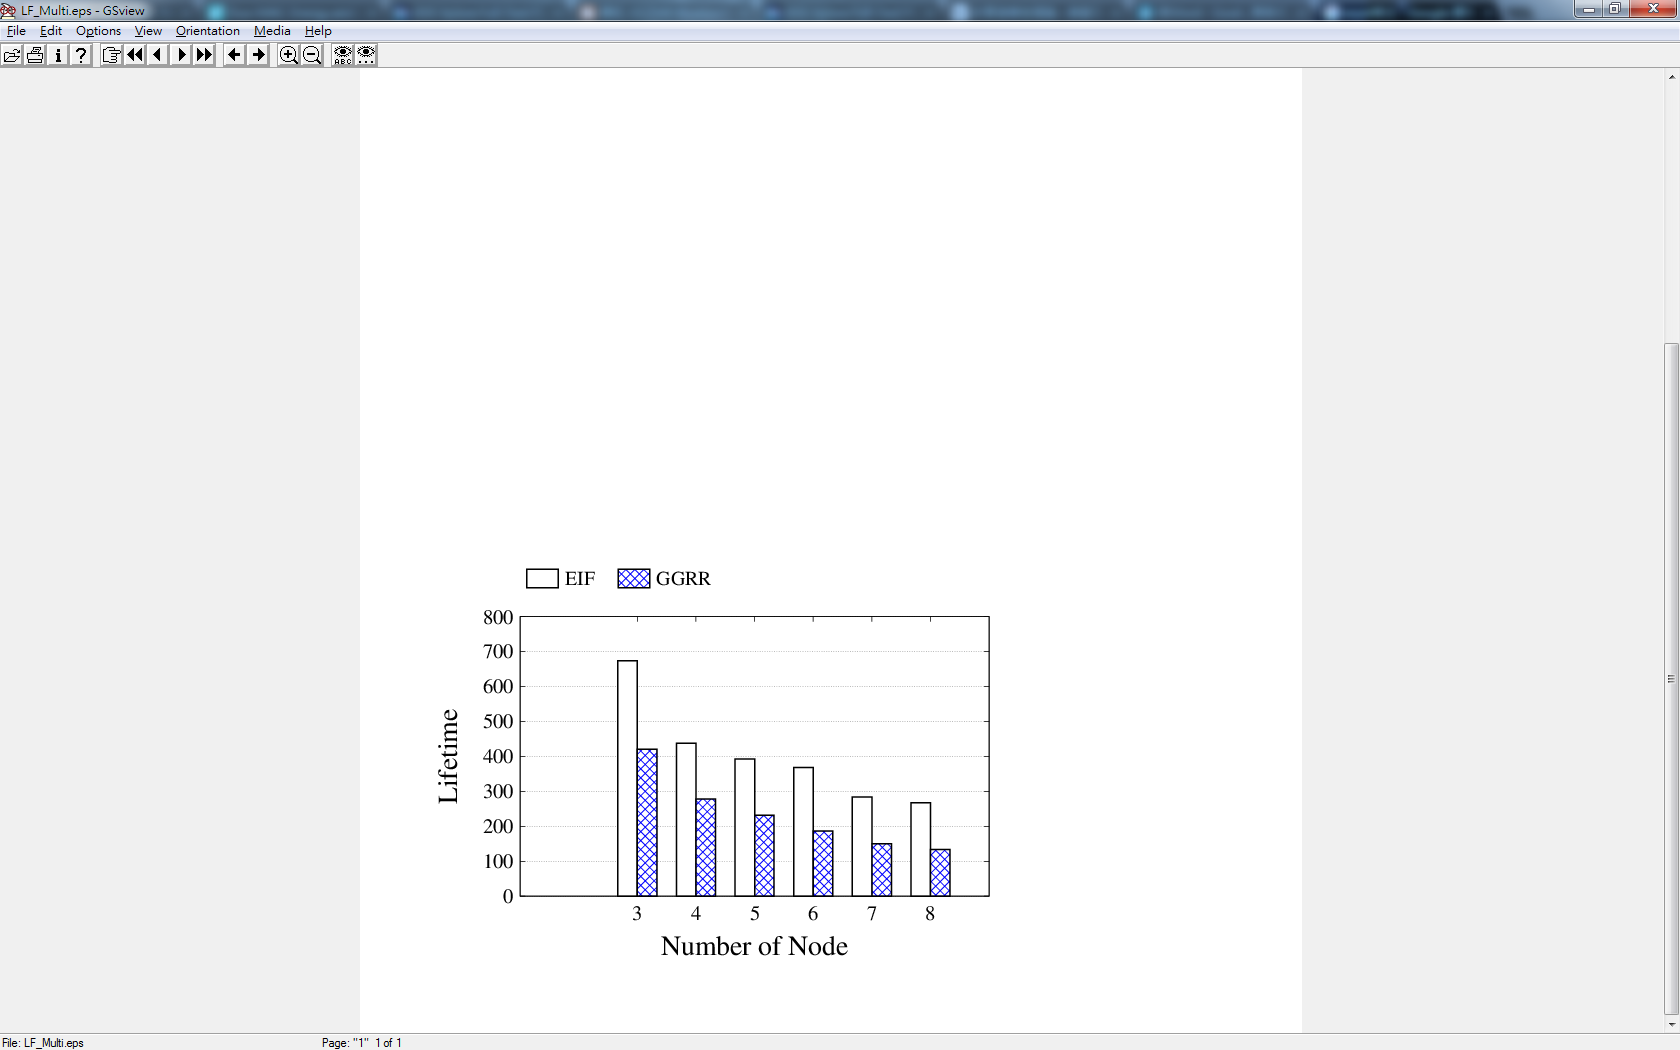 LF_Multi.eps - GSview
File Edit Options View Orientation Media Help
ABC
EIF GGRR
800
700
600
500
400
300
200
100
0
Lifetime
3 4 5 6 7 8
Number of Node
File: LF_Multi.eps Page: "1" 1 of 1